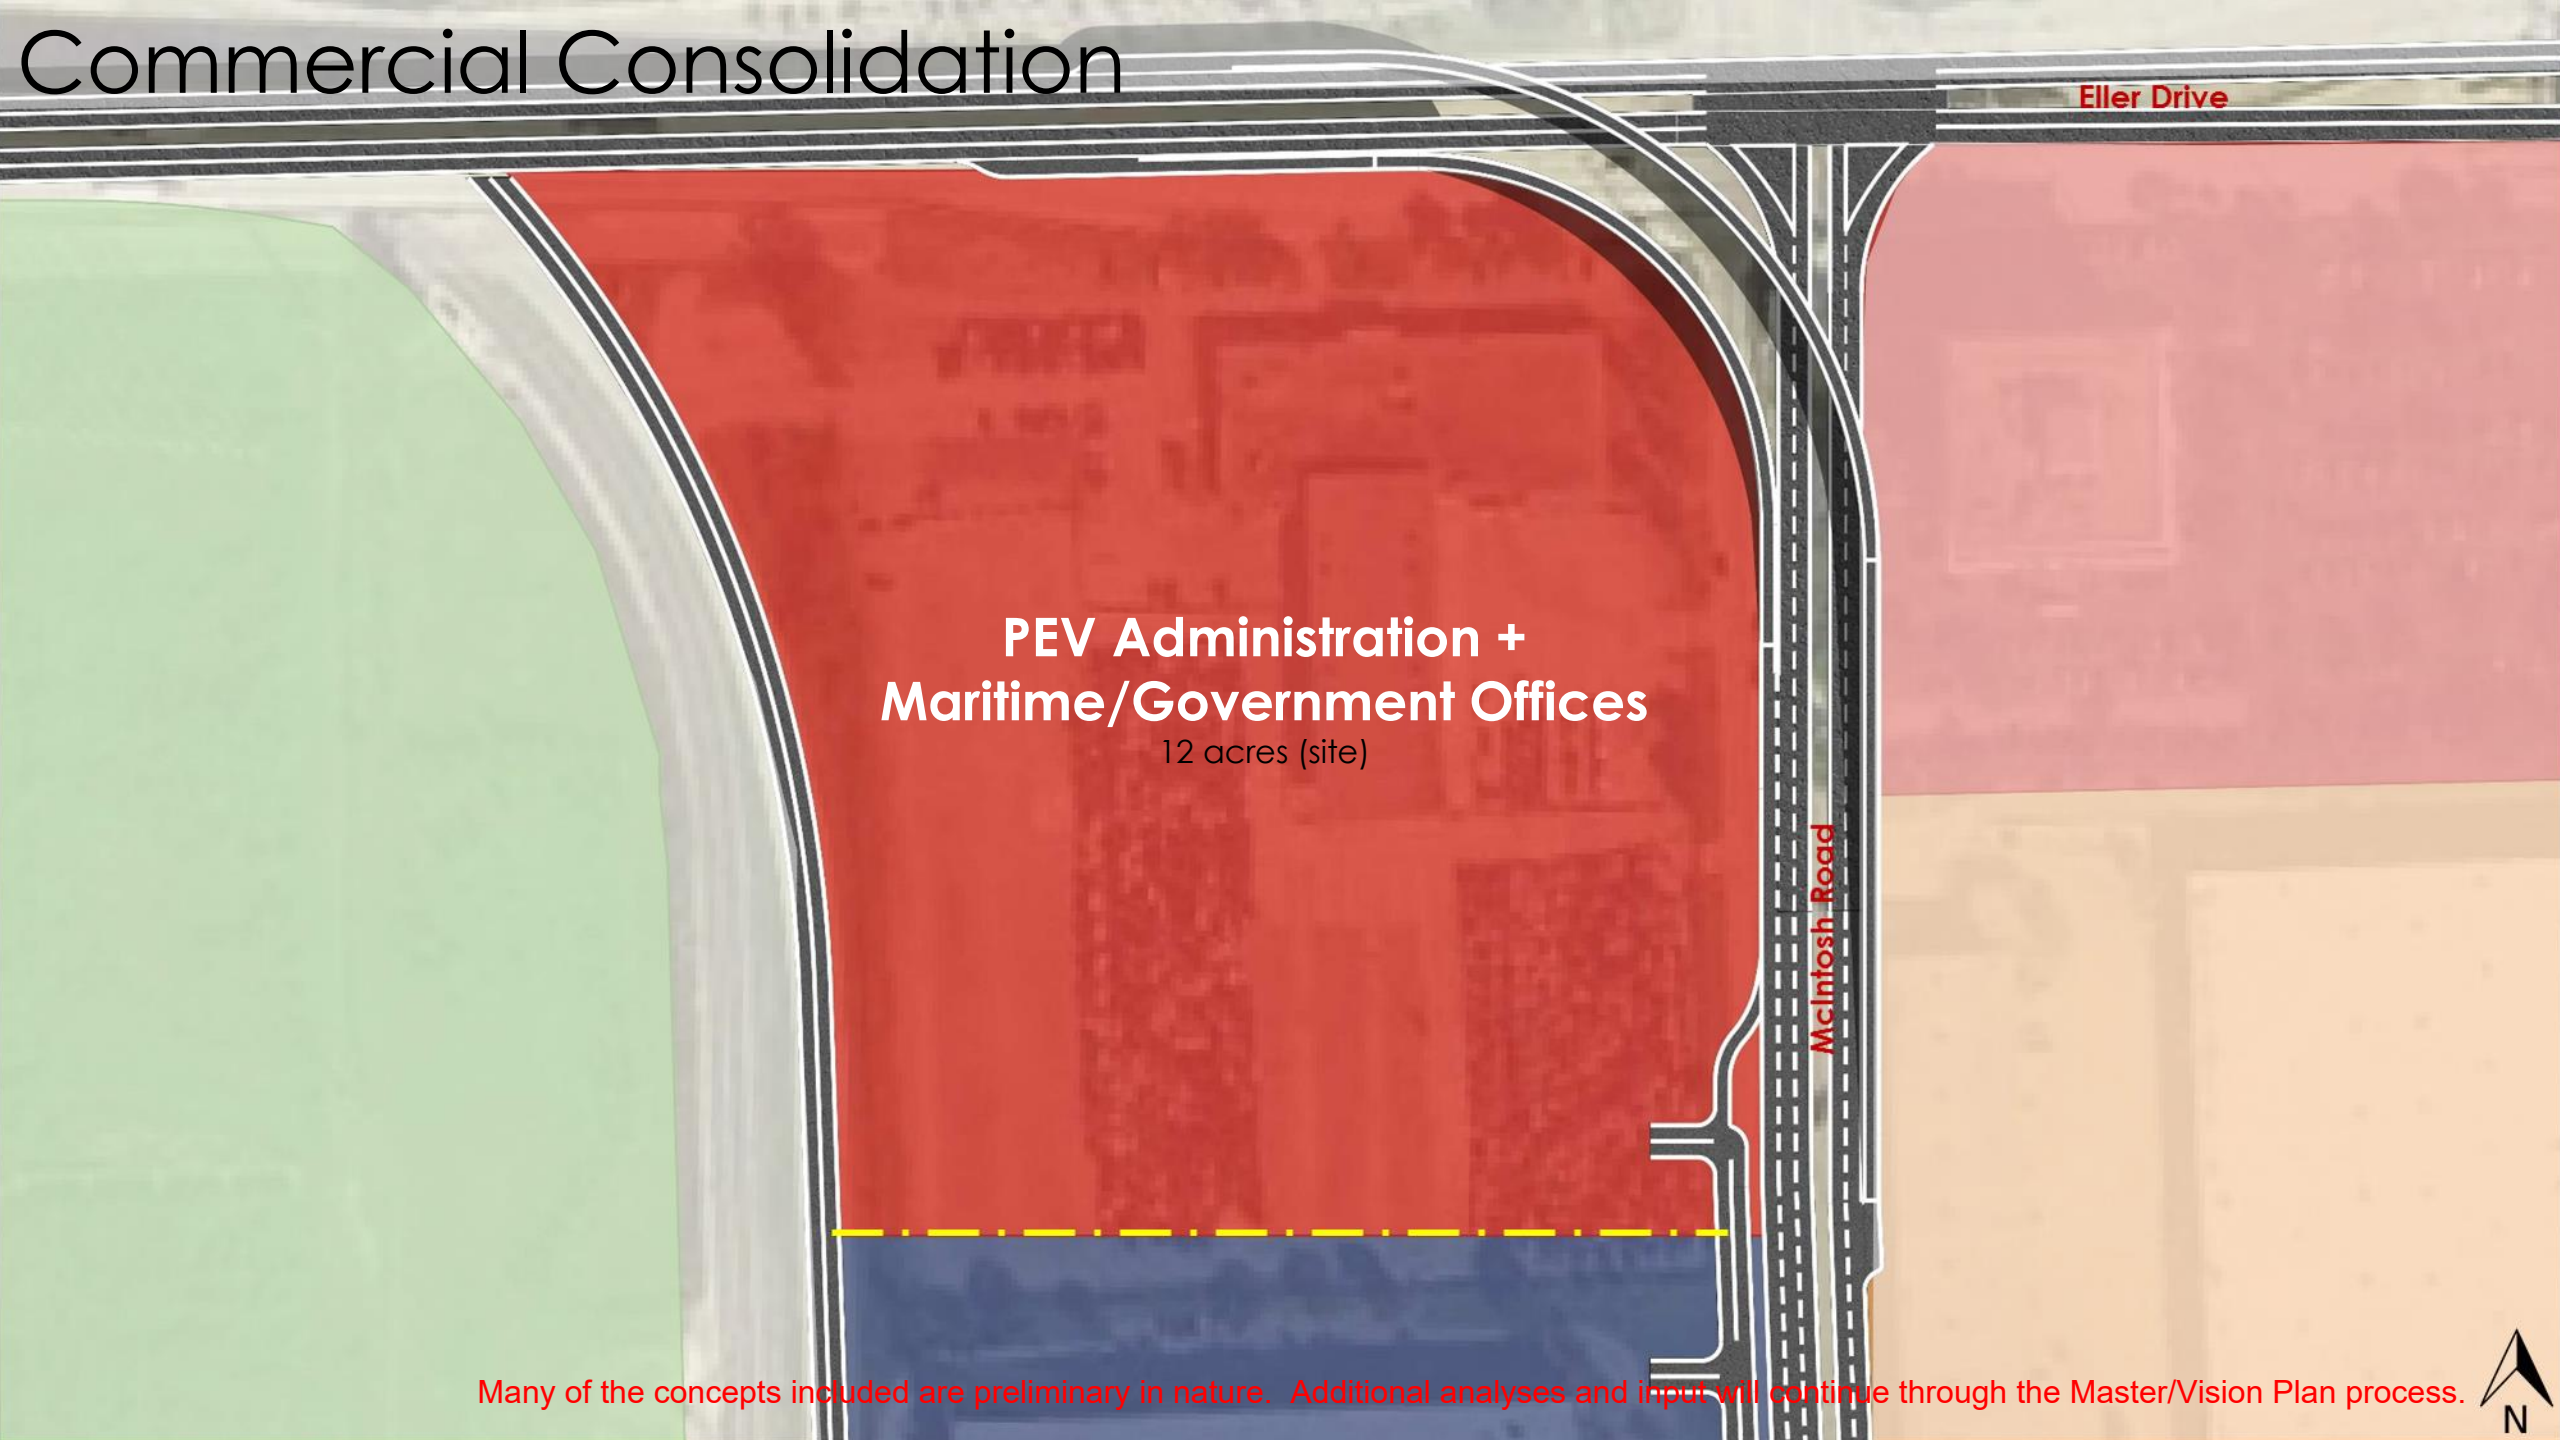 Commercial Consolidation
Eller Drive
PEV Administration +
Maritime/Government Offices
12 acres (site)
McIntosh Road
Many of the concepts included are preliminary in nature.  Additional analyses and input will continue through the Master/Vision Plan process.
N